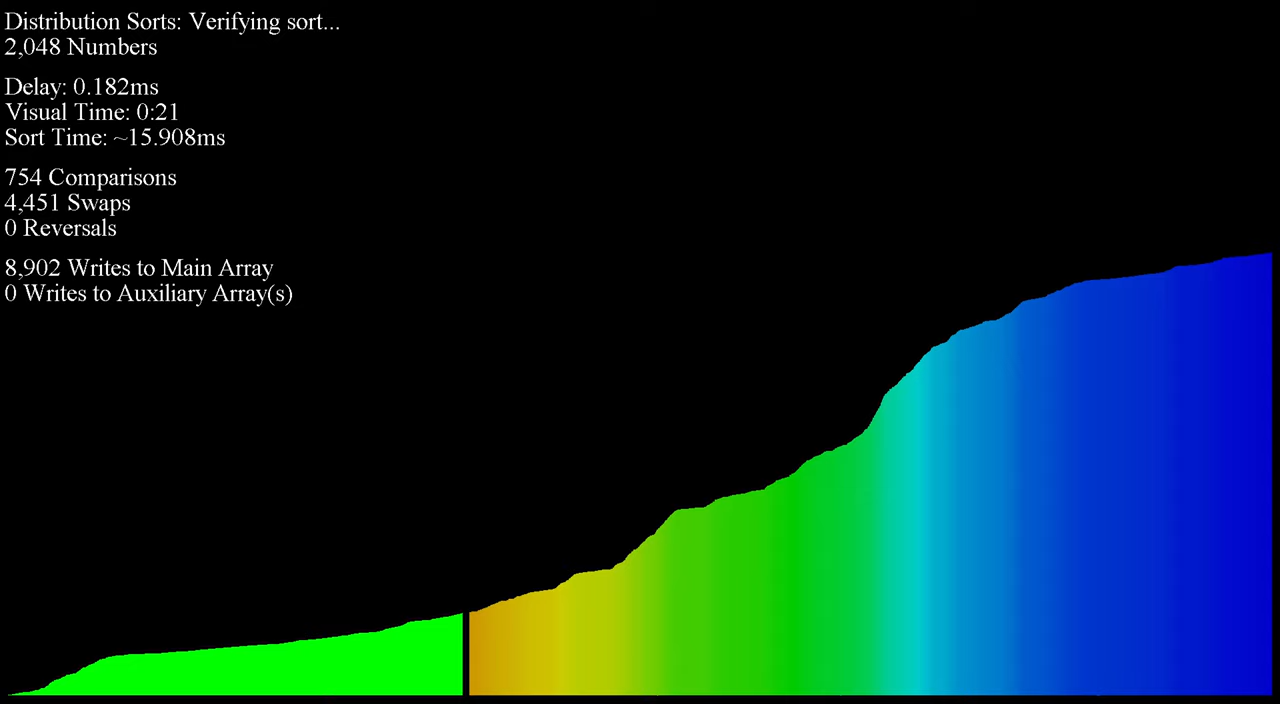 Distribution Sorts: Verifying sort...
2,048 Numbers
Delay: 0.182ms
Visual Time: 0:21
Sort Time: ~15.908ms
754 Comparisons
4,451 Swaps
0 Reversals
8,902 Writes to Main Array
0 Writes to Auxiliary Array(s)